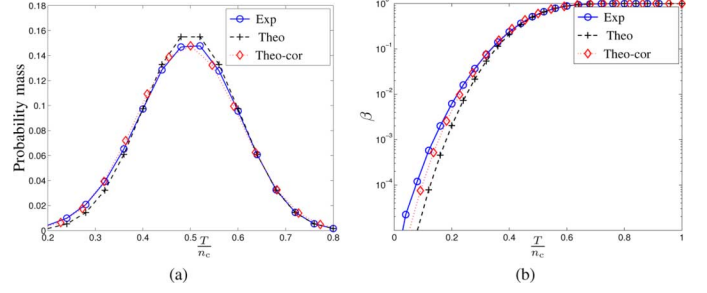 0.18
0.16
0.14
0.12
0.1
0.08
0.06
0.04
0.02
0
Probability mass
0.2 0.3 0.4 0.5 0.6 0.7 0.8
T
n_c
Exp
Theo
Theo-cor
(a)
10^0
10^-1
10^-2
10^-3
10^-4
β
0 0.2 0.4 0.6 0.8 1
T
n_c
Exp
Theo
Theo-cor
(b)